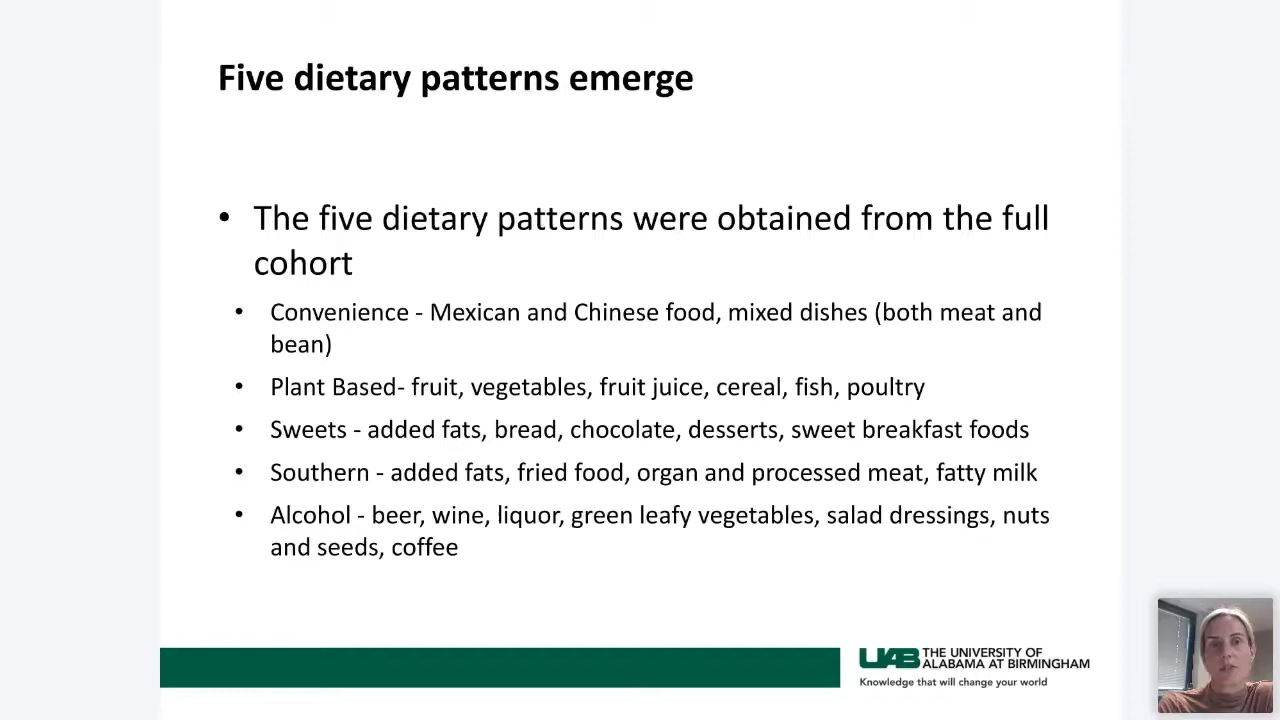 Five dietary patterns emerge
• The five dietary patterns were obtained from the full
cohort
• Convenience - Mexican and Chinese food, mixed dishes (both meat and
bean)
• Plant Based- fruit, vegetables, fruit juice, cereal, fish, poultry
• Sweets - added fats, bread, chocolate, desserts, sweet breakfast foods
• Southern - added fats, fried food, organ and processed meat, fatty milk
• Alcohol - beer, wine, liquor, green leafy vegetables, salad dressings, nuts
and seeds, coffee
UAB THE UNIVERSITY OF
ALABAMA AT BIRMINGHAM
Knowledge that will change your world